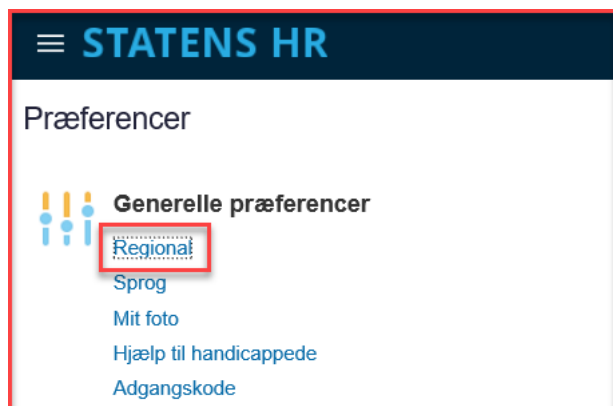 STATENS HR
Præferencer
Generelle præferencer
Regional
Sprog
Mit foto
Hjælp til handicappede
Adgangskode